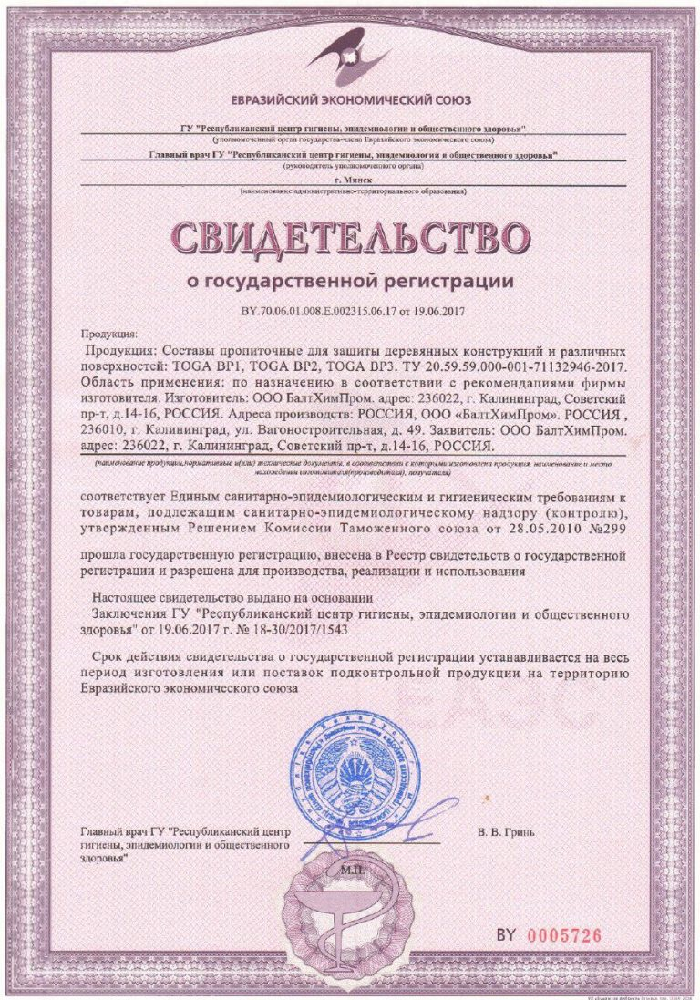 ЕВРАЗИЙСКИЙ ЭКОНОМИЧЕСКИЙ СОЮЗ
ГУ "Республиканский центр гигиены, эпидемиологии и общественного здоровья"
(уполномоченный орган государства-члена Евразийского экономического союза)
Главный врач ГУ "Республиканский центр гигиены, эпидемиологии и общественного здоровья"
(руководитель уполномоченного органа)
г. Минск
(наименование административно-территориального образования)
СВИДЕТЕЛЬСТВО
о государственной регистрации
BY.70.06.01.008.E.002315.06.17 от 19.06.2017
Продукция:
Продукция: Составы пропиточные для защиты деревянных конструкций и различных
поверхностей: TOGA BP1, TOGA BP2, TOGA BP3. ТУ 20.59.59.000-001-71132946-2017.
Область применения: по назначению в соответствии с рекомендациями фирмы
изготовителя. Изготовитель: ООО БалтХимПром. адрес: 236022, г. Калининград, Советский
пр-т, д.14-16, РОССИЯ. Адреса производств: РОССИЯ, ООО «БалтХимПром». РОССИЯ ,
236010, г. Калининград, ул. Вагоностроительная, д. 49. Заявитель: ООО БалтХимПром.
адрес: 236022, г. Калининград, Советский пр-т, д.14-16, РОССИЯ.
(наименование продукции,нормативные и(или) технические документы, в соответствии с которыми изготовлена продукция, наименование и место
нахождения изготовителя(производителя), получателя)
соответствует Единым санитарно-эпидемиологическим и гигиеническим требованиям к
товарам, подлежашим санитарно-эпидемиологическому надзору (контролю),
утвержденным Решением Комиссии Таможенного союза от 28.05.2010 №299
прошла государственную регистрацию, внесена в Реестр свидетельств о государственной
регистрации и разрешена для производства, реализации и использования
Настоящее свидетельство выдано на основании
Заключения ГУ "Республиканский центр гигиены, эпидемиологии и общественного
здоровья" от 19.06.2017 г. № 18-30/2017/1543
Срок действия свидетельства о государственной регистрации устанавливается на весь
период изготовления или поставок подконтрольной продукции на территорию
Евразийского экономического союза
ЕАЭС
Главный врач ГУ "Республиканский центр
гигиены, эпидемиологии и общественного
здоровья"
В. В. Гринь
М.П.
BY 0005726